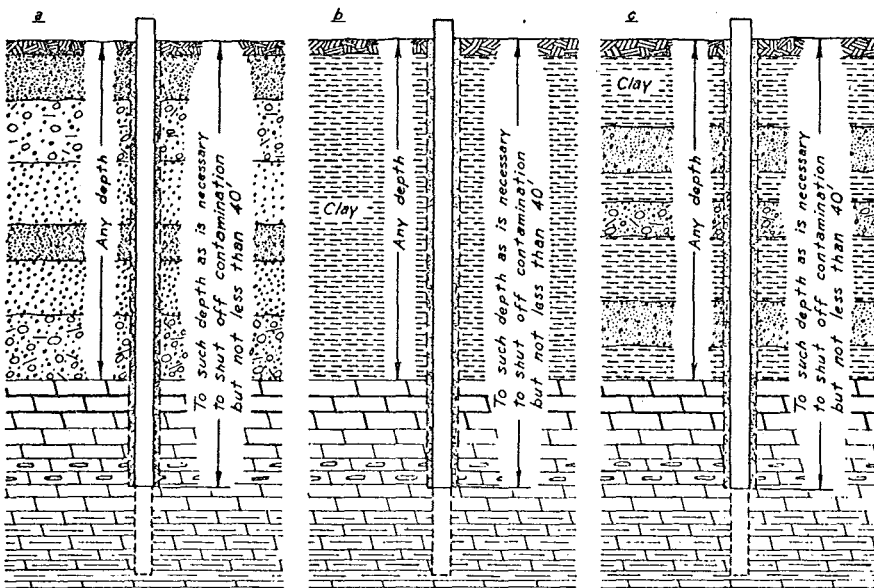 a
Any depth
To such depth as is necessary
to shut off contamination
but not less than 40'
b
Clay
Any depth
To such depth as is necessary
to shut off contamination
but not less than 40'
c
Clay
Any depth
To such depth as is necessary
to shut off contamination
but not less than 40'